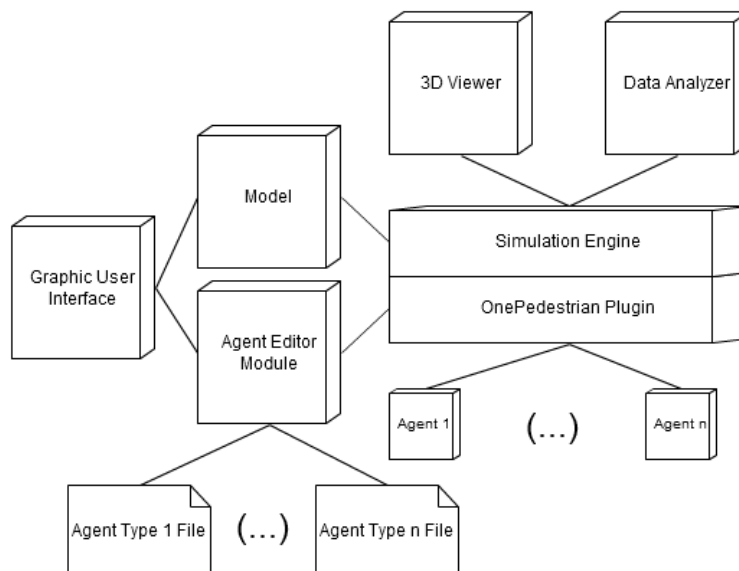 3D Viewer
Data Analyzer
Model
Simulation Engine
Graphic User
Interface
OnePedestrian Plugin
Agent Editor
Module
Agent 1
(...)
Agent n
Agent Type 1 File
(...)
Agent Type n File